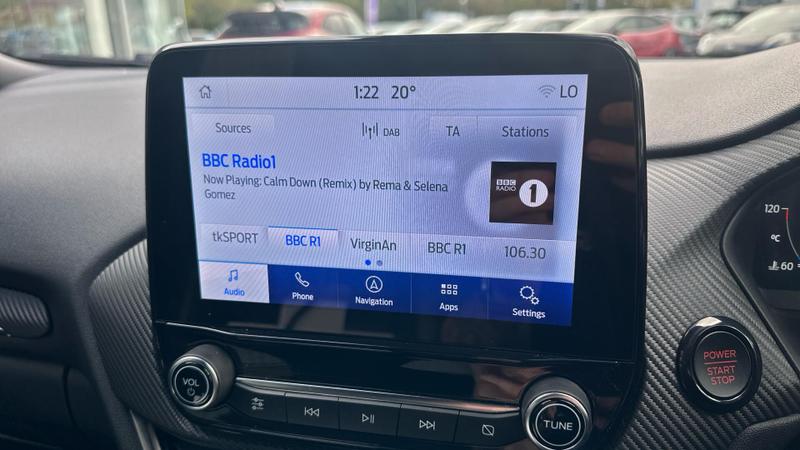 1:22 20° LO
Sources DAB TA Stations
BBC Radio1
Now Playing: Calm Down (Remix) by Rema & Selena
Gomez
BBC
RADIO 1
tkSPORT BBC R1 VirginAn BBC R1 106.30
Audio Phone Navigation Apps Settings
VOL
TUNE
POWER
START
STOP
120
°C
60